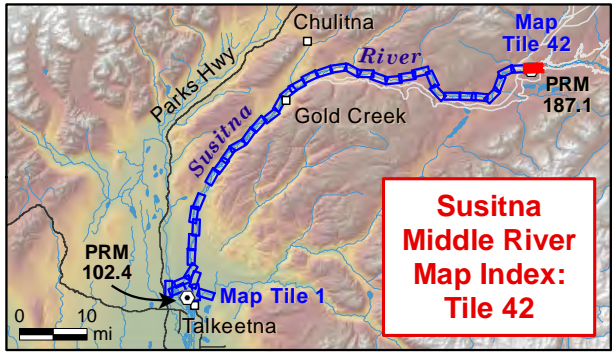 Chulitna
Map
Tile 42
River
Parks Hwy
PRM
187.1
Gold Creek
Susitna
Susitna
Middle River
Map Index:
Tile 42
PRM
102.4
Map Tile 1
0 10
mi
Talkeetna